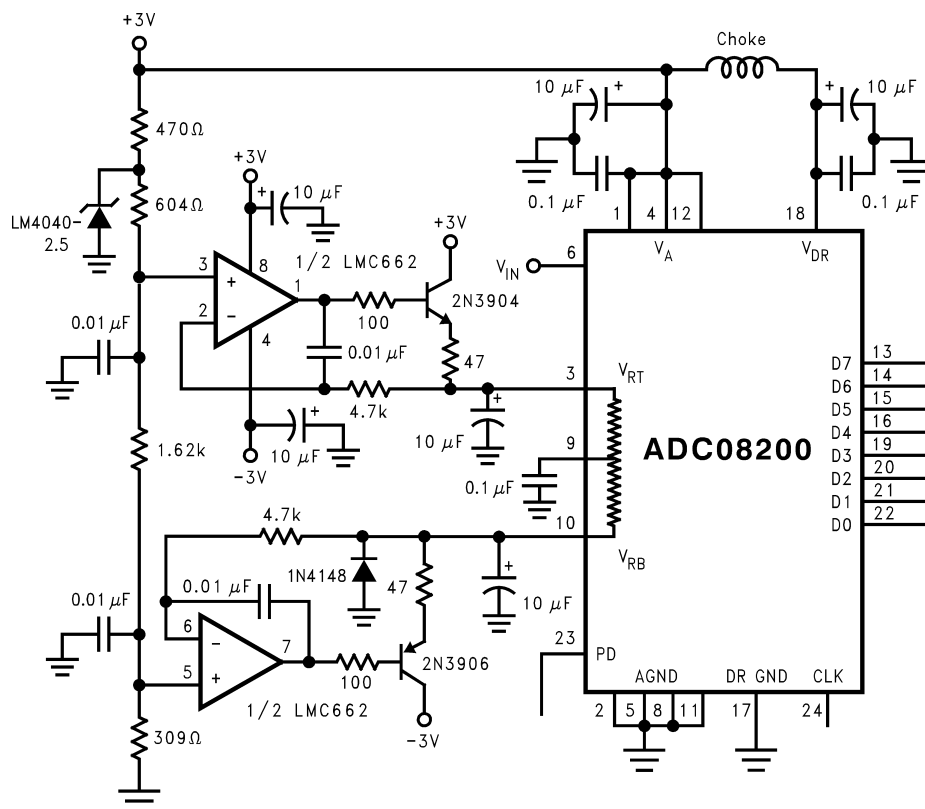 +3V
Choke
10 µF +
+ 10 µF
470Ω
+3V
604Ω
LM4040-
2.5
+ 10 µF
0.1 µF
0.1 µF
1 4 12
18
VA
VDR
+3V
1/2 LMC662
3
+
8
1
2
−
4
2N3904
100
VIN
6
0.01 µF
0.01 µF
47
4.7k
3
VRT
D7 13
D6 14
D5 15
D4 16
D3 19
D2 20
D1 21
D0 22
ADC08200
+
10 µF
+
10 µF
−3V
9
0.1 µF
1.62k
10
VRB
4.7k
1N4148
47
+
10 µF
0.01 µF
0.01 µF
6
−
7
5
+
100
2N3906
1/2 LMC662
−3V
23
PD
AGND
DR GND
CLK
2 5 8 11
17
24
309Ω